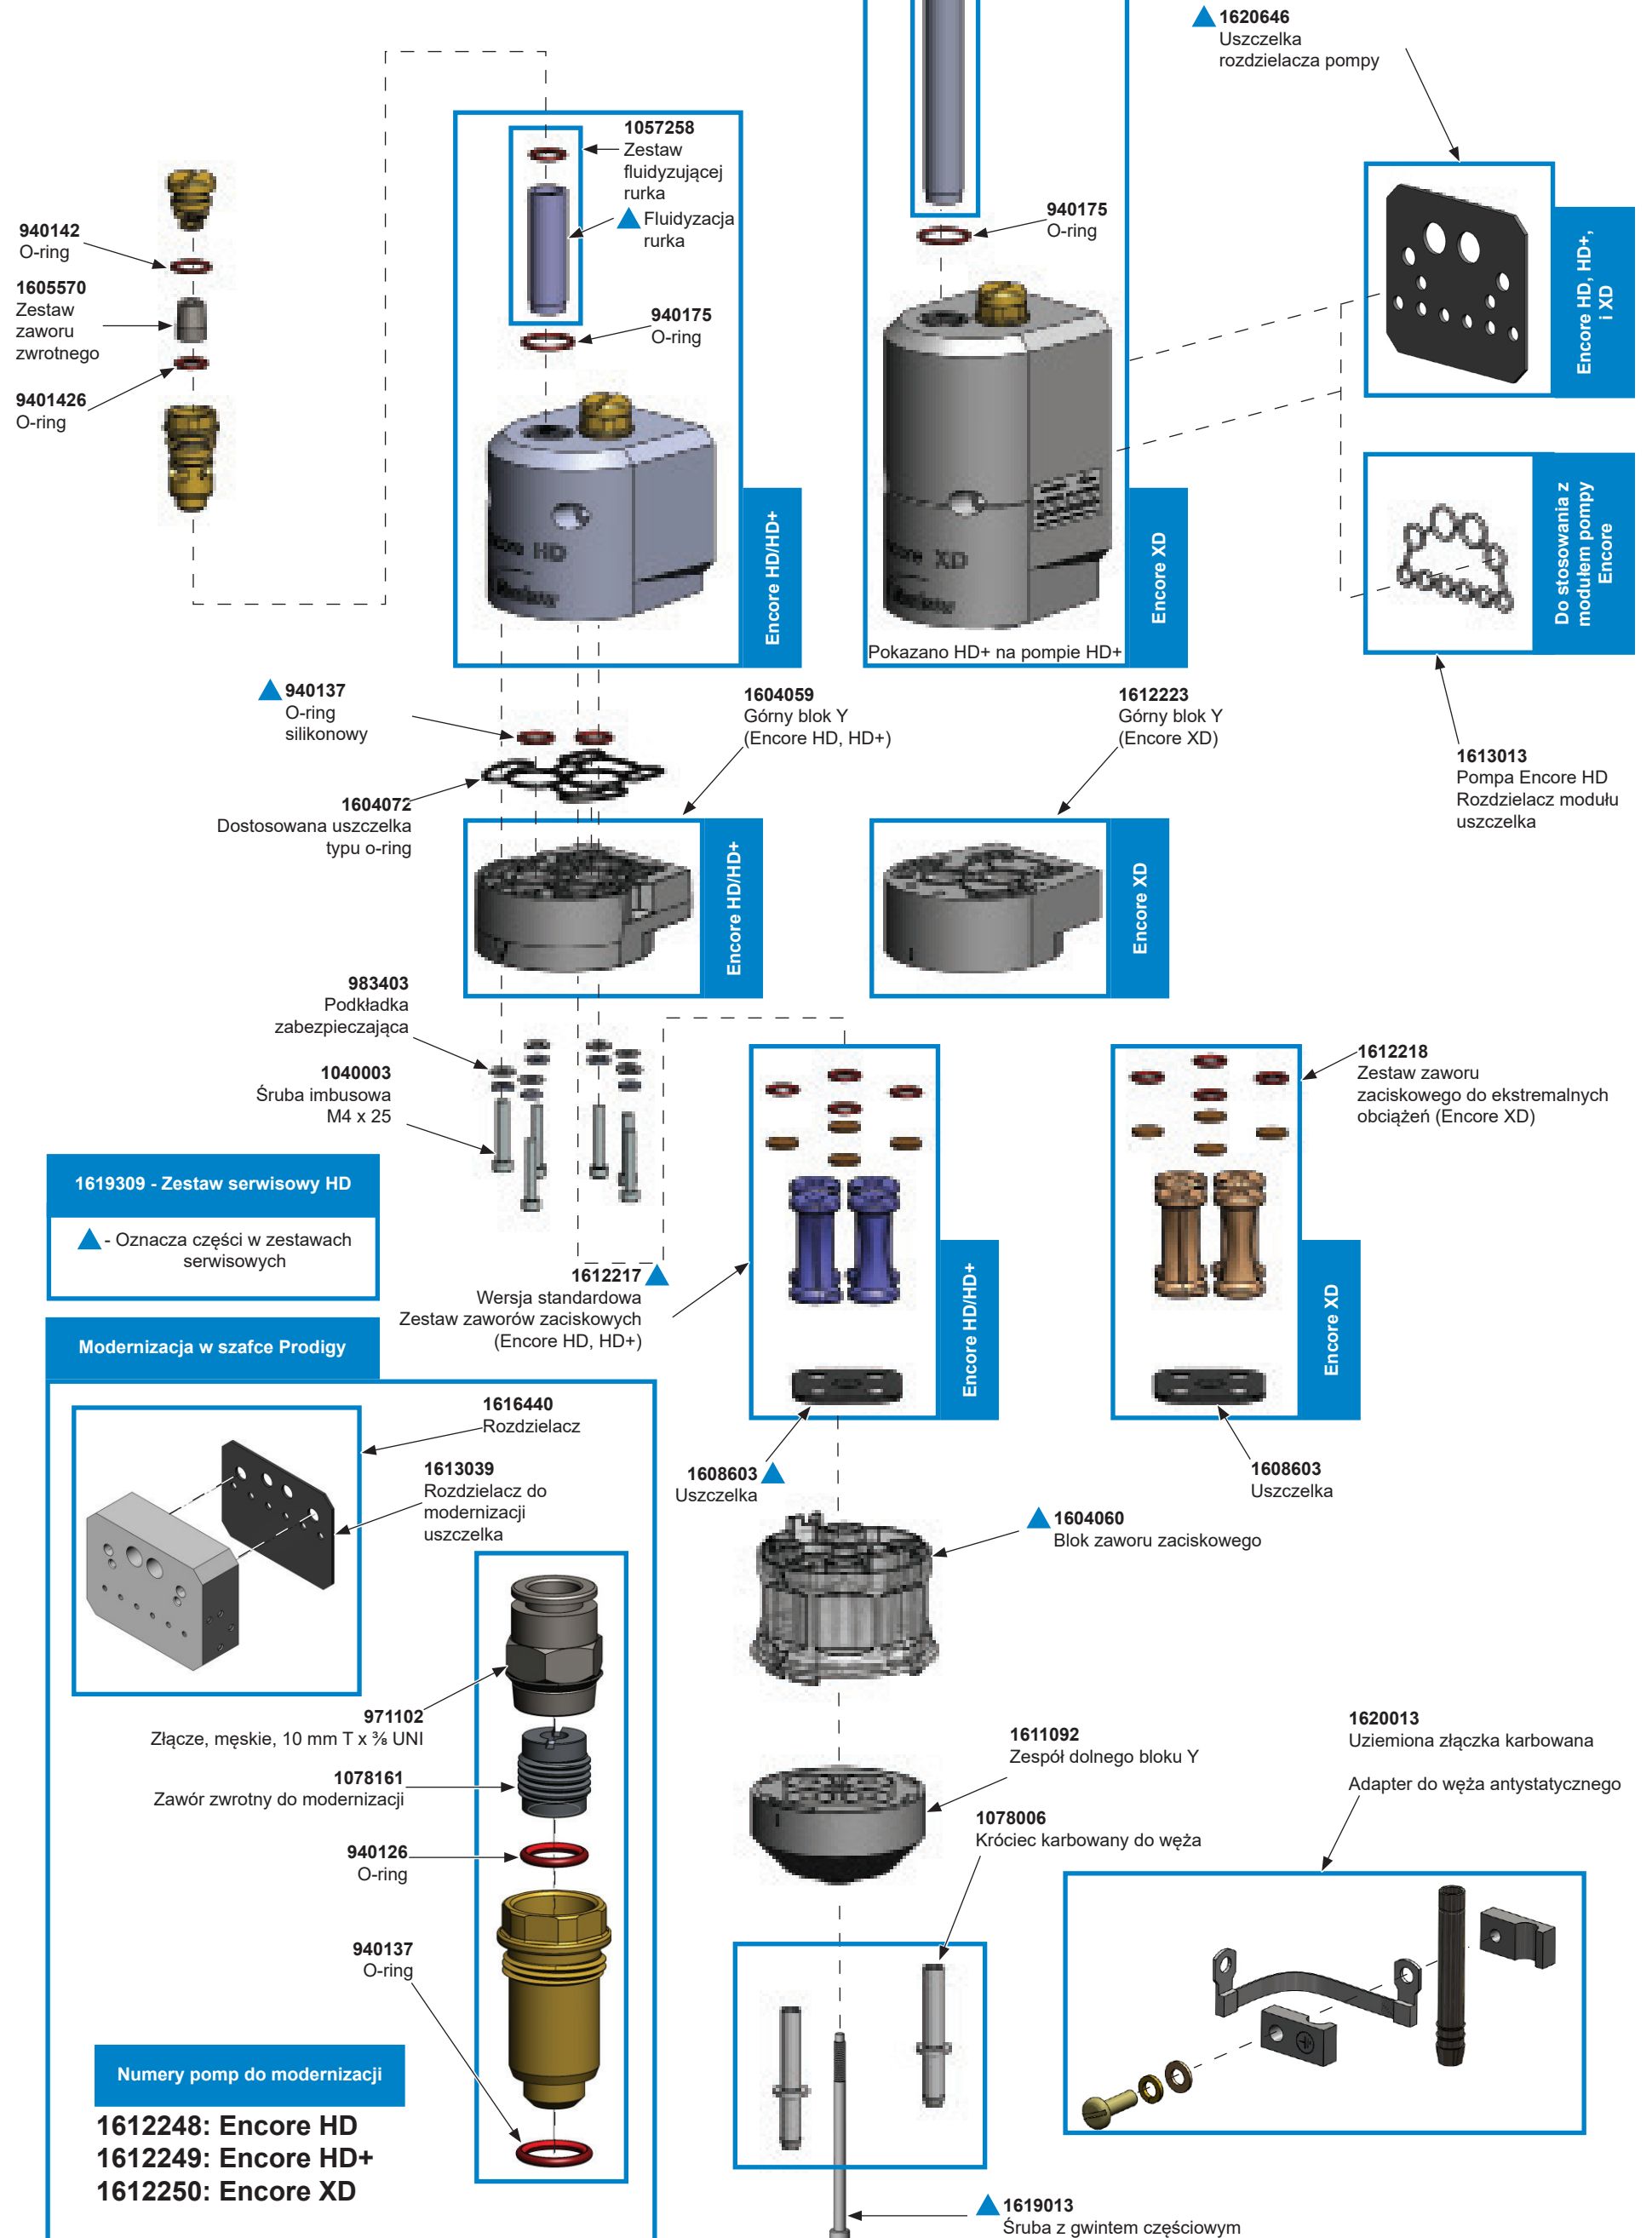 1620646
Uszczelka
rozdzielacza pompy
1057258
Zestaw
fluidyzującej
rurka
Fluidyzacja
rurka
940175
O-ring
940142
O-ring
1605570
Zestaw
zaworu
zwrotnego
9401426
O-ring
940175
O-ring
Encore HD, HD+,
i XD
Encore HD/HD+
Encore XD
Do stosowania z
modułem pompy
Encore
core HD
core XD
Pokazano HD+ na pompie HD+
940137
O-ring
silikonowy
1604059
Górny blok Y
(Encore HD, HD+)
1612223
Górny blok Y
(Encore XD)
1613013
Pompa Encore HD
Rozdzielacz modułu
uszczelka
1604072
Dostosowana uszczelka
typu o-ring
Encore HD/HD+
Encore XD
983403
Podkładka
zabezpieczająca
1040003
Śruba imbusowa
M4 x 25
1612218
Zestaw zaworu
zaciskowego do ekstremalnych
obciążeń (Encore XD)
1619309 - Zestaw serwisowy HD
- Oznacza części w zestawach
serwisowych
1612217
Wersja standardowa
Zestaw zaworów zaciskowych
(Encore HD, HD+)
Encore HD/HD+
Encore XD
Modernizacja w szafce Prodigy
1616440
Rozdzielacz
1613039
Rozdzielacz do
modernizacji
uszczelka
1608603
Uszczelka
1608603
Uszczelka
1604060
Blok zaworu zaciskowego
971102
Złącze, męskie, 10 mm T x ⅜ UNI
1078161
Zawór zwrotny do modernizacji
940126
O-ring
940137
O-ring
1611092
Zespół dolnego bloku Y
1078006
Króciec karbowany do węża
1620013
Uziemiona złączka karbowana
Adapter do węża antystatycznego
Numery pomp do modernizacji
1612248: Encore HD
1612249: Encore HD+
1612250: Encore XD
1619013
Śruba z gwintem częściowym